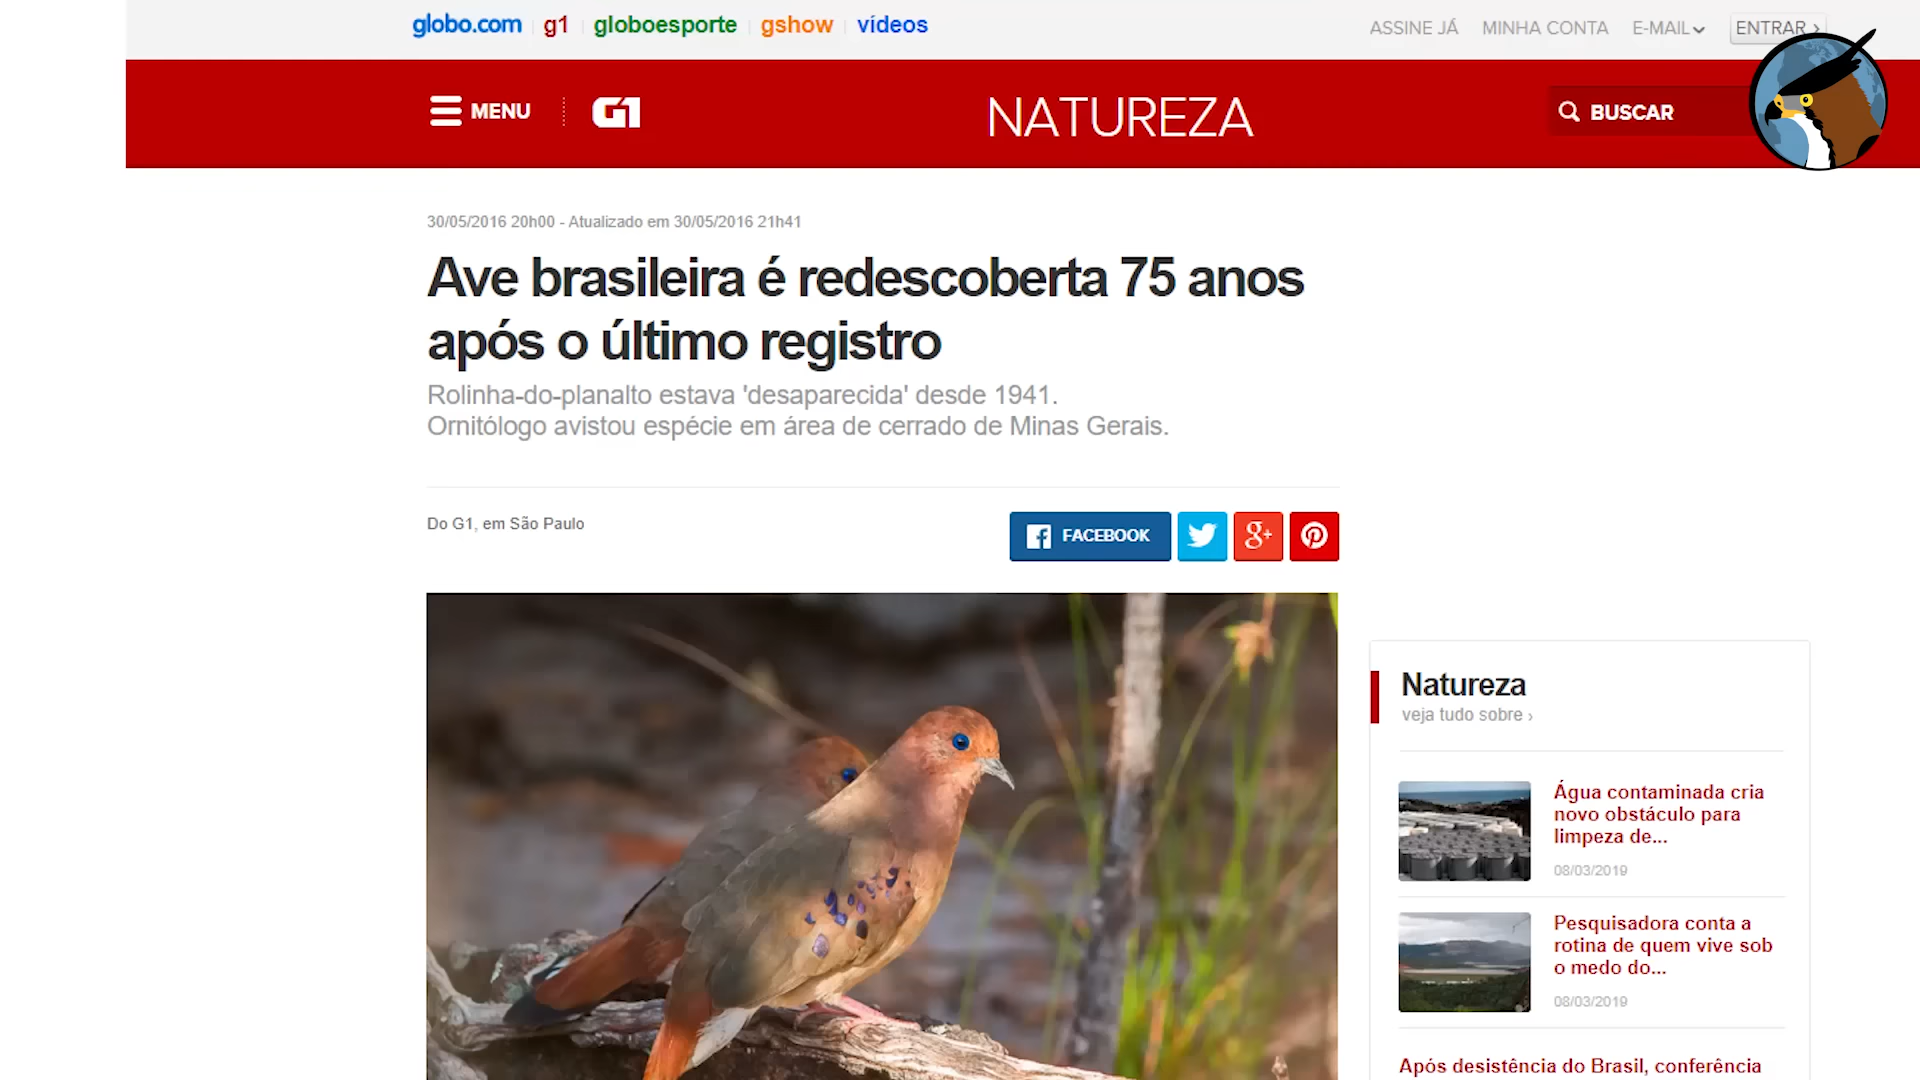 globo.com g1 globoesporte gshow vídeos
ASSINE JÁ MINHA CONTA E-MAIL ENTRAR ›
MENU G1 NATUREZA BUSCAR
30/05/2016 20h00 - Atualizado em 30/05/2016 21h41
Ave brasileira é redescoberta 75 anos
após o último registro
Rolinha-do-planalto estava 'desaparecida' desde 1941.
Ornitólogo avistou espécie em área de cerrado de Minas Gerais.
Do G1, em São Paulo
FACEBOOK
g+
Natureza
veja tudo sobre ›
Água contaminada cria
novo obstáculo para
limpeza de...
08/03/2019
Pesquisadora conta a
rotina de quem vive sob
o medo do...
08/03/2019
Após desistência do Brasil, conferência